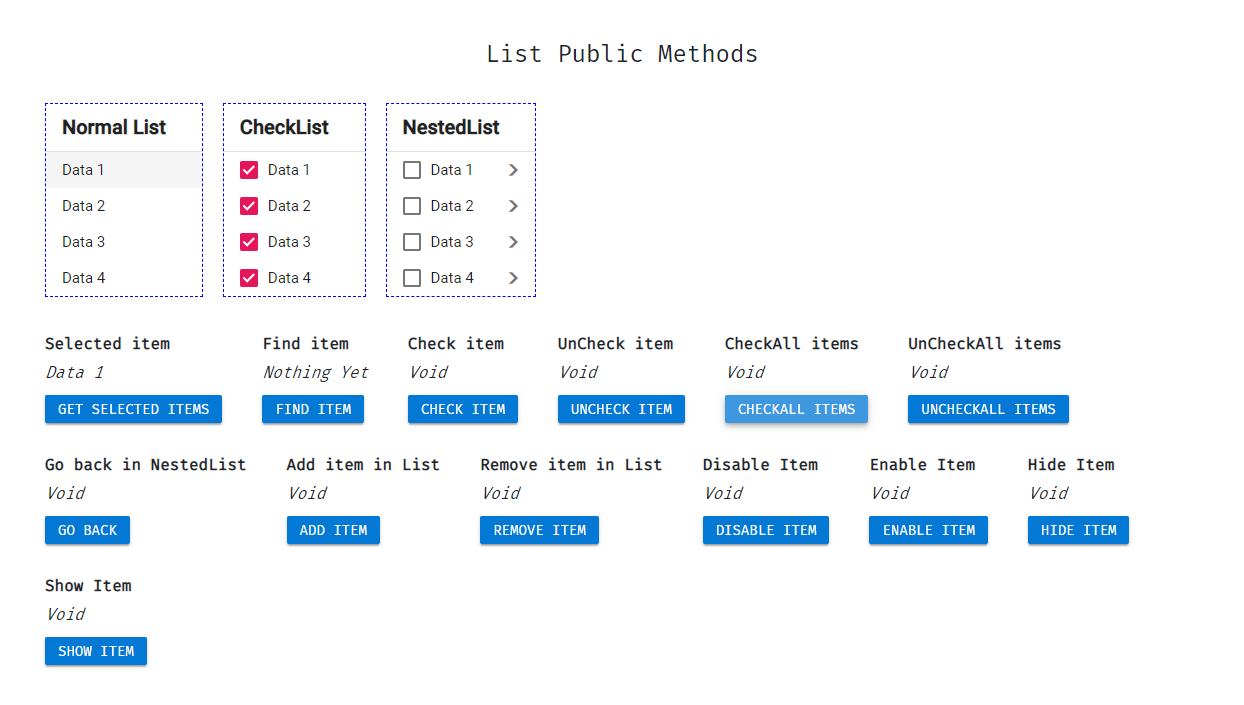 List Public Methods
Normal List
Data 1
Data 2
Data 3
Data 4
CheckList
Data 1
Data 2
Data 3
Data 4
NestedList
Data 1
Data 2
Data 3
Data 4
Selected item
Data 1
GET SELECTED ITEMS
Find item
Nothing Yet
FIND ITEM
Check item
Void
CHECK ITEM
UnCheck item
Void
UNCHECK ITEM
CheckAll items
Void
CHECKALL ITEMS
UnCheckAll items
Void
UNCHECKALL ITEMS
Go back in NestedList
Void
GO BACK
Add item in List
Void
ADD ITEM
Remove item in List
Void
REMOVE ITEM
Disable Item
Void
DISABLE ITEM
Enable Item
Void
ENABLE ITEM
Hide Item
Void
HIDE ITEM
Show Item
Void
SHOW ITEM